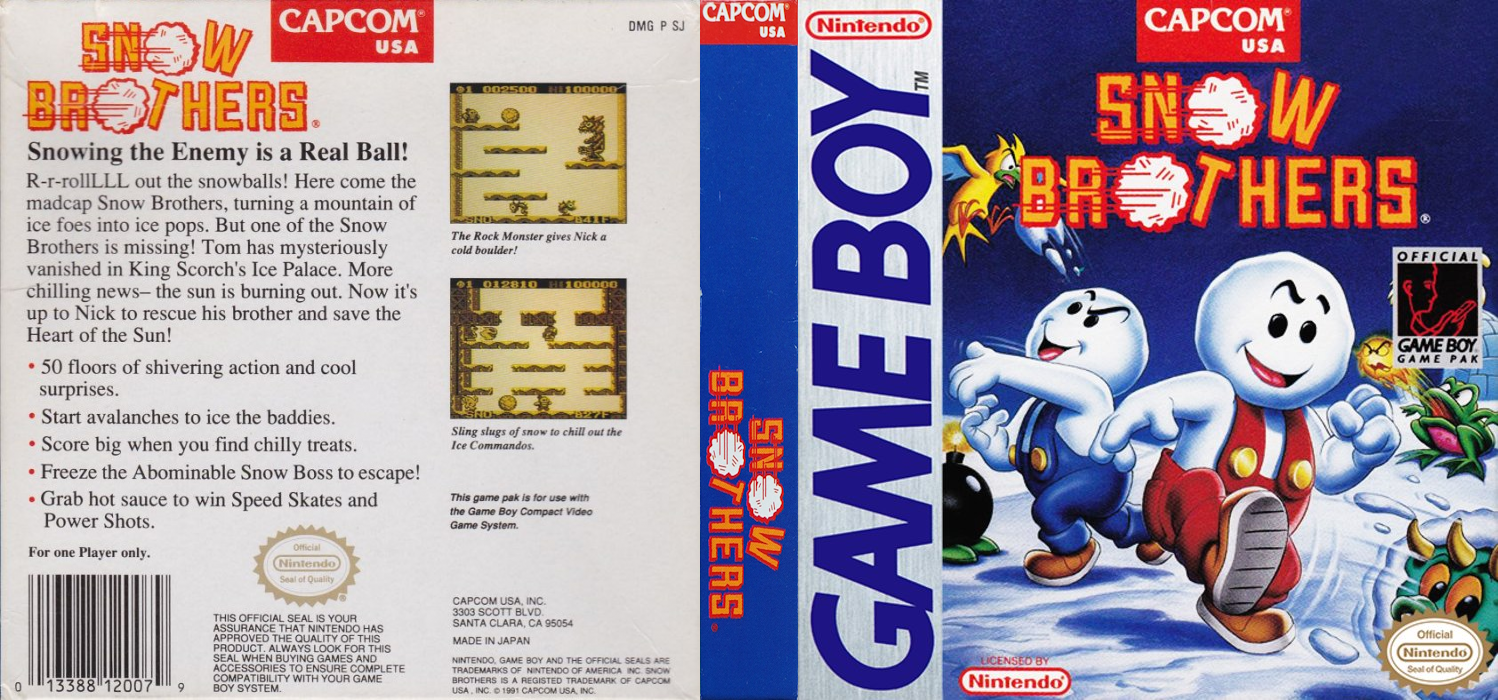 SNOW
BROTHERS®
CAPCOM®
USA
DMG P SJ
Snowing the Enemy is a Real Ball!
R-r-rollLLL out the snowballs! Here come the
madcap Snow Brothers, turning a mountain of
ice foes into ice pops. But one of the Snow
Brothers is missing! Tom has mysteriously
vanished in King Scorch's Ice Palace. More
chilling news– the sun is burning out. Now it's
up to Nick to rescue his brother and save the
Heart of the Sun!
• 50 floors of shivering action and cool
surprises.
• Start avalanches to ice the baddies.
• Score big when you find chilly treats.
• Freeze the Abominable Snow Boss to escape!
• Grab hot sauce to win Speed Skates and
Power Shots.
For one Player only.
0 13388 12007 9
Official
Nintendo
Seal of Quality
THIS OFFICIAL SEAL IS YOUR
ASSURANCE THAT NINTENDO HAS
APPROVED THE QUALITY OF THIS
PRODUCT. ALWAYS LOOK FOR THIS
SEAL WHEN BUYING GAMES AND
ACCESSORIES TO ENSURE COMPLETE
COMPATIBILITY WITH YOUR GAME
BOY SYSTEM.
1 002500 HI 100000
The Rock Monster gives Nick a
cold boulder!
1 012810 HI 100000
Sling slugs of snow to chill out the
Ice Commandos.
This game pak is for use with
the Game Boy Compact Video
Game System.
CAPCOM USA, INC.
3303 SCOTT BLVD.
SANTA CLARA, CA 95054
MADE IN JAPAN
NINTENDO, GAME BOY AND THE OFFICIAL SEALS ARE
TRADEMARKS OF NINTENDO OF AMERICA INC. SNOW
BROTHERS IS A REGISTED TRADEMARK OF CAPCOM
USA, INC. © 1991 CAPCOM USA, INC.
CAPCOM®
USA
SNOW
BROTHERS®
Nintendo®
GAME BOY™
CAPCOM®
USA
SNOW
BROTHERS®
OFFICIAL
GAME BOY
GAME PAK
LICENSED BY
Nintendo®
Official
Nintendo
Seal of Quality